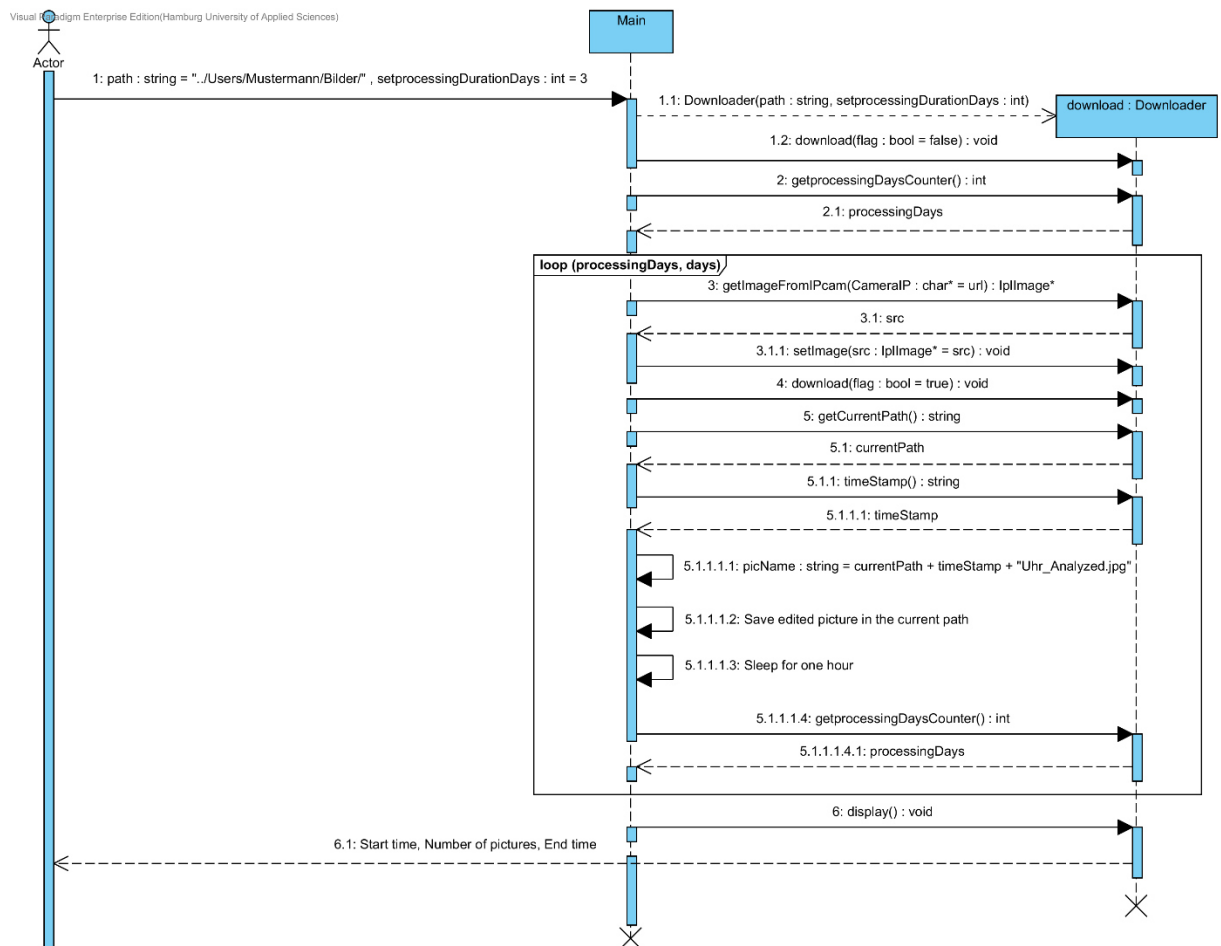 Visual Paradigm Enterprise Edition(Hamburg University of Applied Sciences)
Actor
Main
1: path : string = "../Users/Mustermann/Bilder/" , setprocessingDurationDays : int = 3
1.1: Downloader(path : string, setprocessingDurationDays : int)
download : Downloader
1.2: download(flag : bool = false) : void
2: getprocessingDaysCounter() : int
2.1: processingDays
loop (processingDays, days)
3: getImageFromIPcam(CameraIP : char* = url) : IplImage*
3.1: src
3.1.1: setImage(src : IplImage* = src) : void
4: download(flag : bool = true) : void
5: getCurrentPath() : string
5.1: currentPath
5.1.1: timeStamp() : string
5.1.1.1: timeStamp
5.1.1.1.1: picName : string = currentPath + timeStamp + "Uhr_Analyzed.jpg"
5.1.1.1.2: Save edited picture in the current path
5.1.1.1.3: Sleep for one hour
5.1.1.1.4: getprocessingDaysCounter() : int
5.1.1.1.4.1: processingDays
6: display() : void
6.1: Start time, Number of pictures, End time